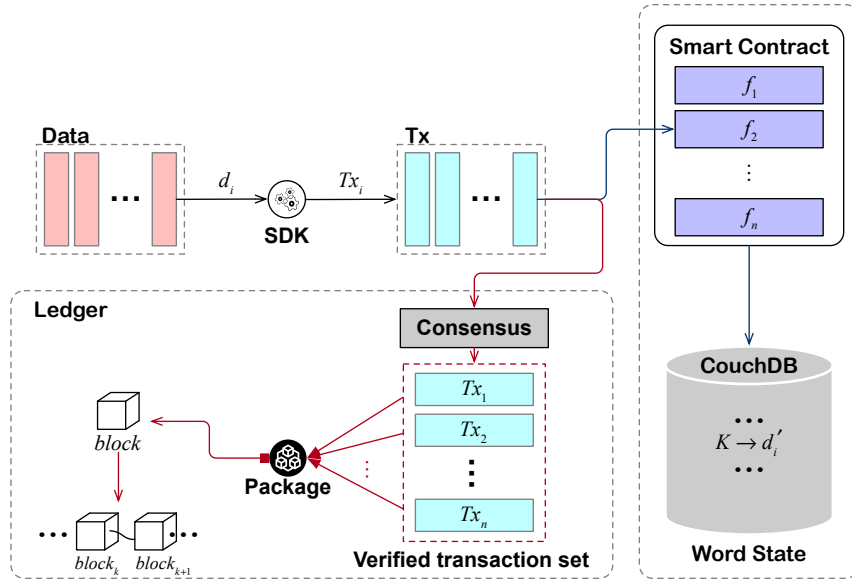 Smart Contract
f₁
f₂
⋮
fₙ
Data
...
dᵢ
SDK
Txᵢ
Tx
...
Ledger
Consensus
Tx₁
Tx₂
⋮
Txₙ
⋮
Verified transaction set
Package
block
...
blockₖ
blockₖ₊₁
...
CouchDB
...
K → dᵢ′
...
Word State